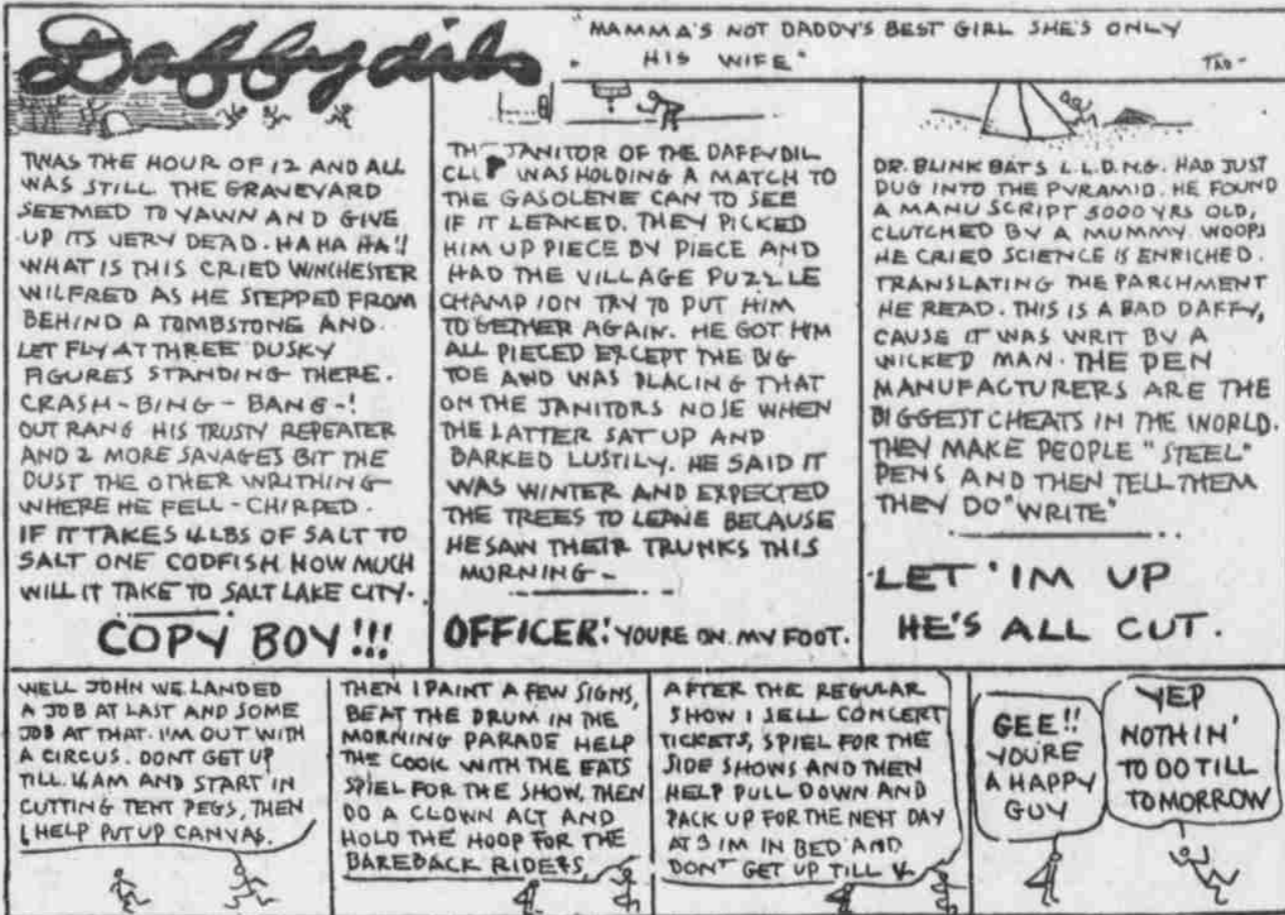 Daffydils
"MAMMA'S NOT DADDY'S BEST GIRL SHE'S ONLY
HIS WIFE"
TAD-
TWAS THE HOUR OF 12 AND ALL
WAS STILL THE GRAVEYARD
SEEMED TO YAWN AND GIVE
UP ITS VERY DEAD. HA HA HA!!
WHAT IS THIS CRIED WINCHESTER
WILFRED AS HE STEPPED FROM
BEHIND A TOMBSTONE AND
LET FLY AT THREE DUSKY
FIGURES STANDING THERE.
CRASH-BING-BANG-!
OUT RANG HIS TRUSTY REPEATER
AND 2 MORE SAVAGES BIT THE
DUST THE OTHER WRITHING
WHERE HE FELL-CHIRPED.
IF IT TAKES 4 LBS OF SALT TO
SALT ONE CODFISH HOW MUCH
WILL IT TAKE TO SALT LAKE CITY.
COPY BOY!!!
THE JANITOR OF THE DAFFYDIL
WAS HOLDING A MATCH TO
THE GASOLENE CAN TO SEE
IF IT LEAKED. THEY PICKED
HIM UP PIECE BY PIECE AND
HAD THE VILLAGE PUZZLE
CHAMPION TRY TO PUT HIM
TOGETHER AGAIN. HE GOT HIM
ALL PIECED EXCEPT THE BIG
TOE AND WAS PLACING THAT
ON THE JANITORS NOSE WHEN
THE LATTER SAT UP AND
BARKED LUSTILY. HE SAID IT
WAS WINTER AND EXPECTED
THE TREES TO LEAVE BECAUSE
HE SAW THEIR TRUNKS THIS
MORNING-
OFFICER! YOURE ON MY FOOT.
DR. BLINK BATS L.L.D.N.G. HAD JUST
DUG INTO THE PYRAMID. HE FOUND
A MANUSCRIPT 5000 YRS OLD,
CLUTCHED BY A MUMMY. WOOPS
HE CRIED SCIENCE IS ENRICHED.
TRANSLATING THE PARCHMENT
HE READ. THIS IS A BAD DAFFY,
CAUSE IT WAS WRIT BY A
WICKED MAN. THE PEN
MANUFACTURERS ARE THE
BIGGEST CHEATS IN THE WORLD.
THEY MAKE PEOPLE "STEEL"
PENS AND THEN TELL THEM
THEY DO "WRITE"
LET 'IM UP
HE'S ALL CUT.
WELL JOHN WE LANDED
A JOB AT LAST AND SOME
JOB AT THAT. I'M OUT WITH
A CIRCUS. DONT GET UP
TILL 4 AM AND START IN
CUTTING TENT PEGS, THEN
I HELP PUT UP CANVAS.
THEN I PAINT A FEW SIGNS,
BEAT THE DRUM IN THE
MORNING PARADE HELP
THE COOK WITH THE EATS
SPIEL FOR THE SHOW, THEN
DO A CLOWN ACT AND
HOLD THE HOOP FOR THE
BAREBACK RIDERS,
AFTER THE REGULAR
SHOW I SELL CONCERT
TICKETS, SPIEL FOR THE
SIDE SHOWS AND THEN
HELP PULL DOWN AND
PACK UP FOR THE NEXT DAY
AT 3 IM IN BED AND
DON'T GET UP TILL 4
GEE!!
YOU'RE
A HAPPY
GUY
YEP
NOTHIN'
TO DO TILL
TOMORROW